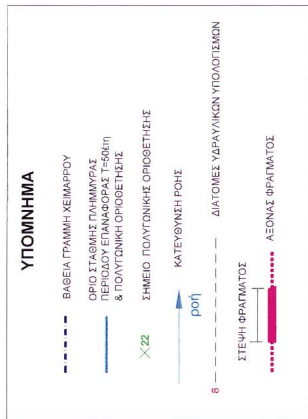 ΥΠΟΜΝΗΜΑ
ΒΑΘΕΙΑ ΓΡΑΜΜΗ ΧΕΙΜΑΡΡΟΥ
ΟΡΙΟ ΣΤΑΘΜΗΣ ΠΛΗΜΜΥΡΑΣ
ΠΕΡΙΟΔΟΥ ΕΠΑΝΑΦΟΡΑΣ Τ=50έτη
& ΠΟΛΥΓΩΝΙΚΗ ΟΡΙΟΘΕΤΗΣΗ
X22 ΣΗΜΕΙΟ ΠΟΛΥΓΩΝΙΚΗΣ ΟΡΙΟΘΕΤΗΣΗΣ
ΚΑΤΕΥΘΥΝΣΗ ΡΟΗΣ
ροή
8 ΔΙΑΤΟΜΕΣ ΥΔΡΑΥΛΙΚΩΝ ΥΠΟΛΟΓΙΣΜΩΝ
ΣΤΕΨΗ ΦΡΑΓΜΑΤΟΣ
ΑΞΟΝΑΣ ΦΡΑΓΜΑΤΟΣ